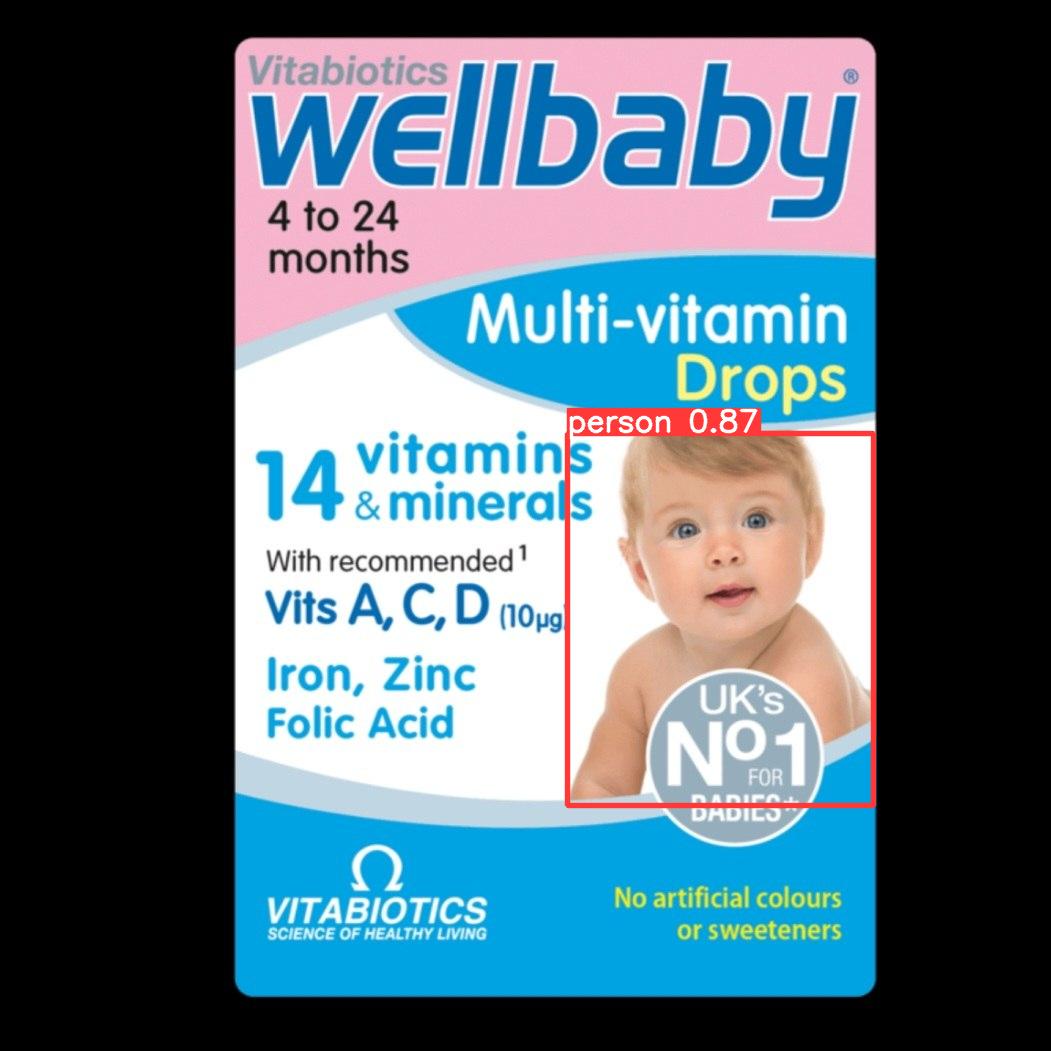 Vitabiotics
wellbaby®
4 to 24
months
Multi-vitamin
Drops
person 0.87
14 vitamins
& minerals
With recommended¹
Vits A, C, D (10µg)
Iron, Zinc
Folic Acid
UK's
Nº1
FOR
BABIES*
VITABIOTICS
SCIENCE OF HEALTHY LIVING
No artificial colours
or sweeteners